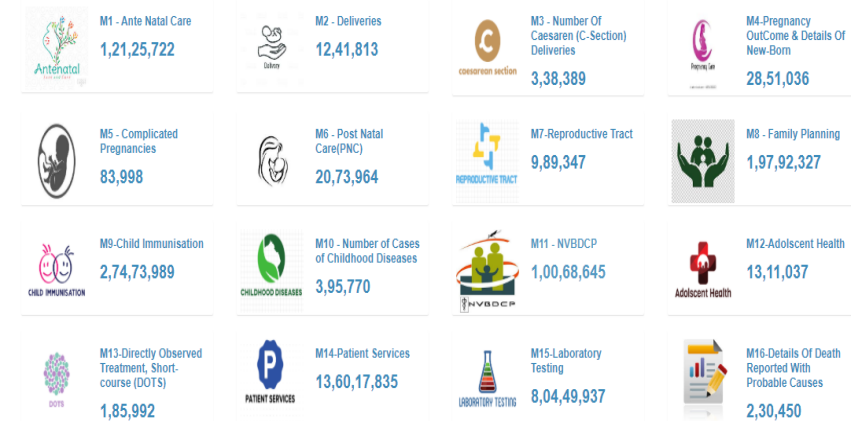 M1 - Ante Natal Care
1,21,25,722
Antenatal
M2 - Deliveries
12,41,813
Delivery
M3 - Number Of
Caesaren (C-Section)
Deliveries
3,38,389
caesarean section
M4-Pregnancy
OutCome & Details Of
New-Born
28,51,036
Pregnancy Care
M5 - Complicated
Pregnancies
83,998
M6 - Post Natal
Care(PNC)
20,73,964
M7-Reproductive Tract
9,89,347
REPRODUCTIVE TRACT
M8 - Family Planning
1,97,92,327
M9-Child Immunisation
2,74,73,989
CHILD IMMUNISATION
M10 - Number of Cases
of Childhood Diseases
3,95,770
CHILDHOOD DISEASES
M11 - NVBDCP
1,00,68,645
NVBDCP
M12-Adolscent Health
13,11,037
Adolscent Health
M13-Directly Observed
Treatment, Short-
course (DOTS)
1,85,992
DOTS
M14-Patient Services
13,60,17,835
P
PATIENT SERVICES
M15-Laboratory
Testing
8,04,49,937
LABORATORY TESTING
M16-Details Of Death
Reported With
Probable Causes
2,30,450